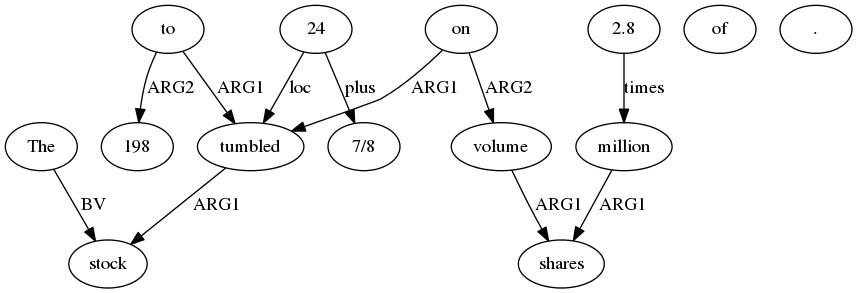 to 24 on 2.8 of .
ARG2 ARG1 loc plus ARG1 ARG2 times
The 198 tumbled 7/8 volume million
BV ARG1 ARG1 ARG1
stock shares